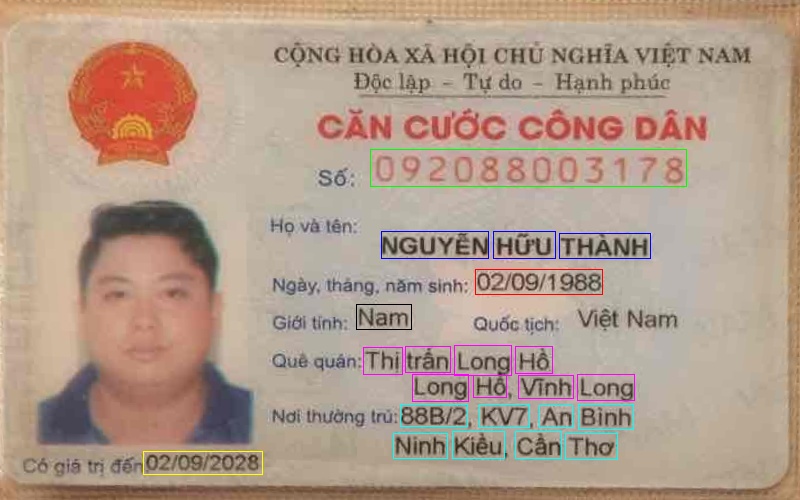 CỘNG HÒA XÃ HỘI CHỦ NGHĨA VIỆT NAM
Độc lập - Tự do - Hạnh phúc
CĂN CƯỚC CÔNG DÂN
Số: 092088003178
Họ và tên:
NGUYỄN HỮU THÀNH
Ngày, tháng, năm sinh: 02/09/1988
Giới tính: Nam Quốc tịch: Việt Nam
Quê quán: Thị trấn Long Hồ
Long Hồ, Vĩnh Long
Nơi thường trú: 88B/2, KV7, An Bình
Ninh Kiều, Cần Thơ
Có giá trị đến 02/09/2028